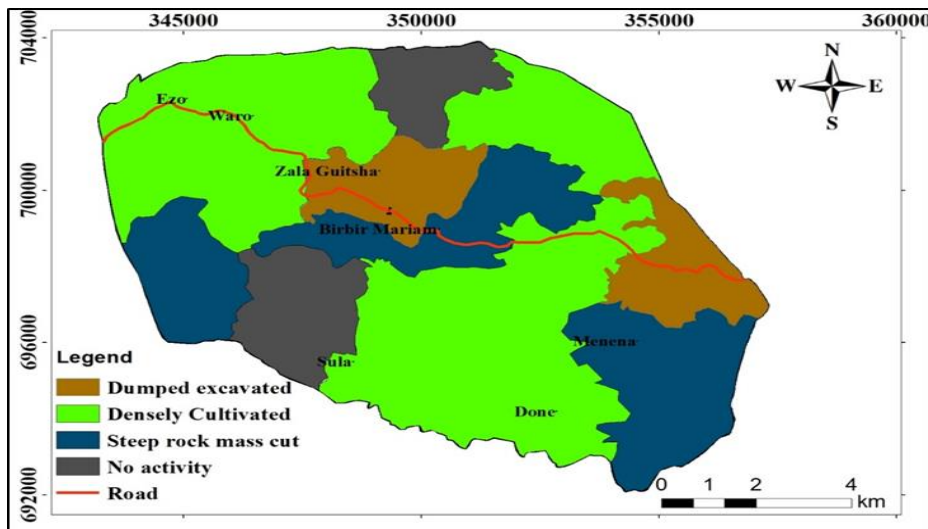 345000 350000 355000 360000
704000
N
W E
S
Ezo
Waro
Zala Guitsha
700000
Birbir Mariam
696000
Menena
Sula
Legend
Dumped excavated
Densely Cultivated
Done
Steep rock mass cut
No activity
Road
0 1 2 4
km
692000